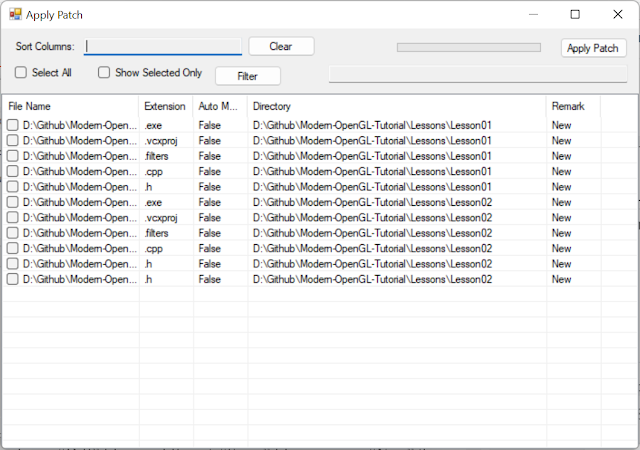 Apply Patch
Sort Columns: Clear Apply Patch
Select All Show Selected Only Filter
File Name Extension Auto M... Directory Remark
D:\Github\Modern-Open... .exe False D:\Github\Modern-OpenGL-Tutorial\Lessons\Lesson01 New
D:\Github\Modern-Open... .vcxproj False D:\Github\Modern-OpenGL-Tutorial\Lessons\Lesson01 New
D:\Github\Modern-Open... .filters False D:\Github\Modern-OpenGL-Tutorial\Lessons\Lesson01 New
D:\Github\Modern-Open... .cpp False D:\Github\Modern-OpenGL-Tutorial\Lessons\Lesson01 New
D:\Github\Modern-Open... .h False D:\Github\Modern-OpenGL-Tutorial\Lessons\Lesson01 New
D:\Github\Modern-Open... .exe False D:\Github\Modern-OpenGL-Tutorial\Lessons\Lesson02 New
D:\Github\Modern-Open... .vcxproj False D:\Github\Modern-OpenGL-Tutorial\Lessons\Lesson02 New
D:\Github\Modern-Open... .filters False D:\Github\Modern-OpenGL-Tutorial\Lessons\Lesson02 New
D:\Github\Modern-Open... .cpp False D:\Github\Modern-OpenGL-Tutorial\Lessons\Lesson02 New
D:\Github\Modern-Open... .h False D:\Github\Modern-OpenGL-Tutorial\Lessons\Lesson02 New
D:\Github\Modern-Open... .h False D:\Github\Modern-OpenGL-Tutorial\Lessons\Lesson02 New